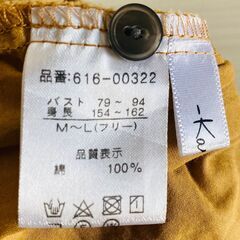 品番:616-00322
バスト 79 ～ 94
身長 154 ～ 162
M～L(フリー)
品質表示
綿 100%